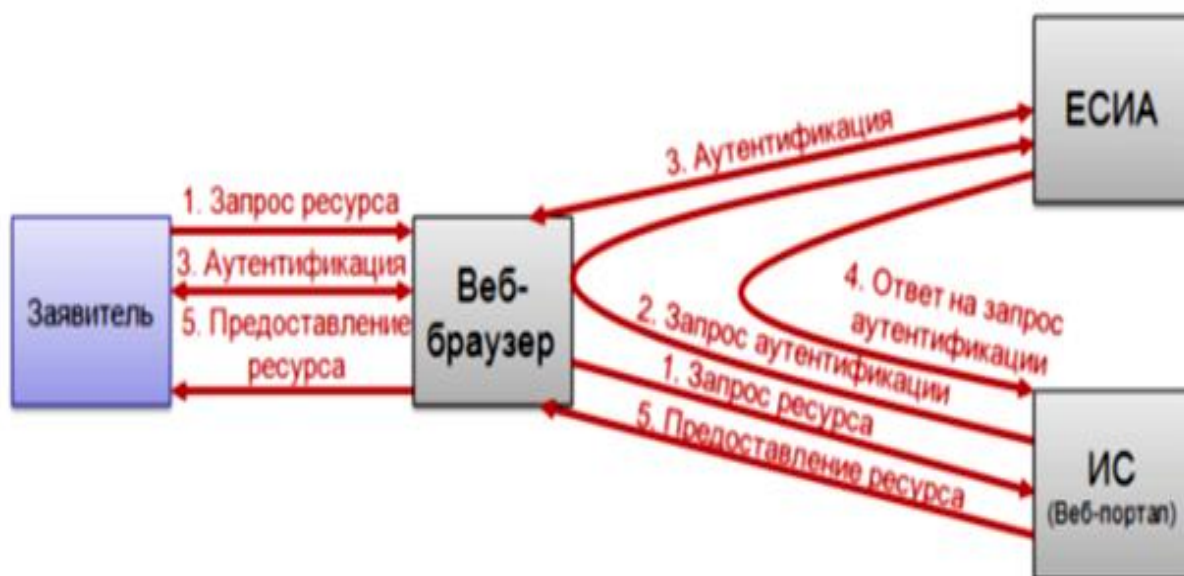 ЕСИА
3. Аутентификация
1. Запрос ресурса
3. Аутентификация
5. Предоставление
ресурса
Заявитель
Веб-
браузер
4. Ответ на запрос
аутентификации
2. Запрос аутентификации
1. Запрос ресурса
5. Предоставление ресурса
ИС
(Веб-портал)